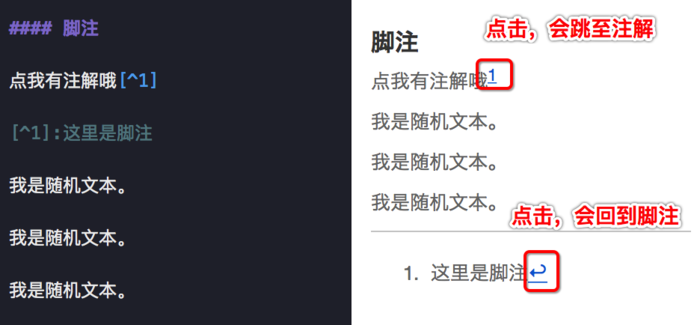 #### 脚注
点我有注解哦[^1]
[^1]:这里是脚注
我是随机文本。
我是随机文本。
我是随机文本。
点击，会跳至注解
脚注
点我有注解哦1
我是随机文本。
我是随机文本。
我是随机文本。
点击，会回到脚注
1. 这里是脚注↩